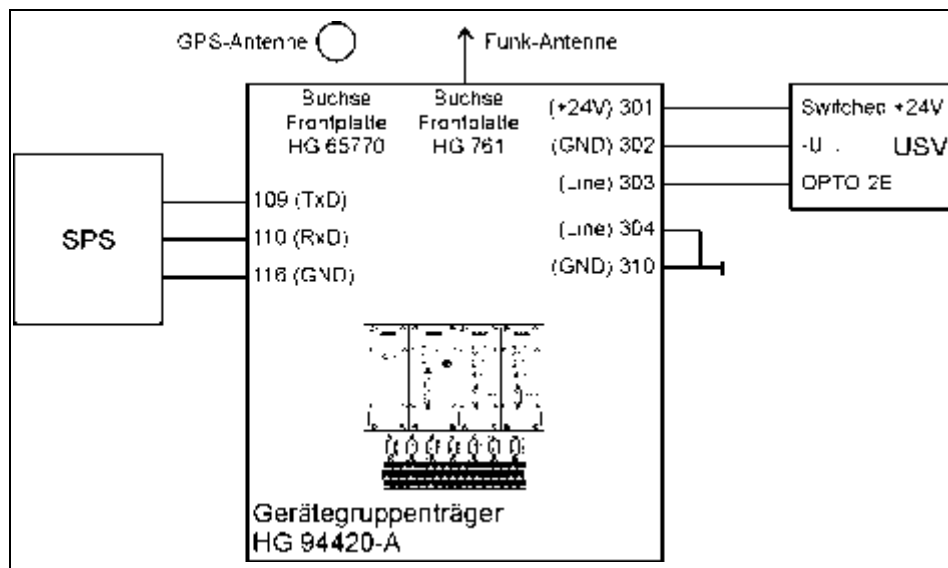 GPS-Antenne
Funk-Antenne
Buchse
Frontplatte
HG 65770
Buchse
Frontplatte
HG 761
(+24V) 301
(GND) 302
(Line) 303
(Line) 304
(GND) 310
Switched +24V
USV
OPTO 2E
SPS
109 (TxD)
110 (RxD)
116 (GND)
Gerätegruppenträger
HG 94420-A